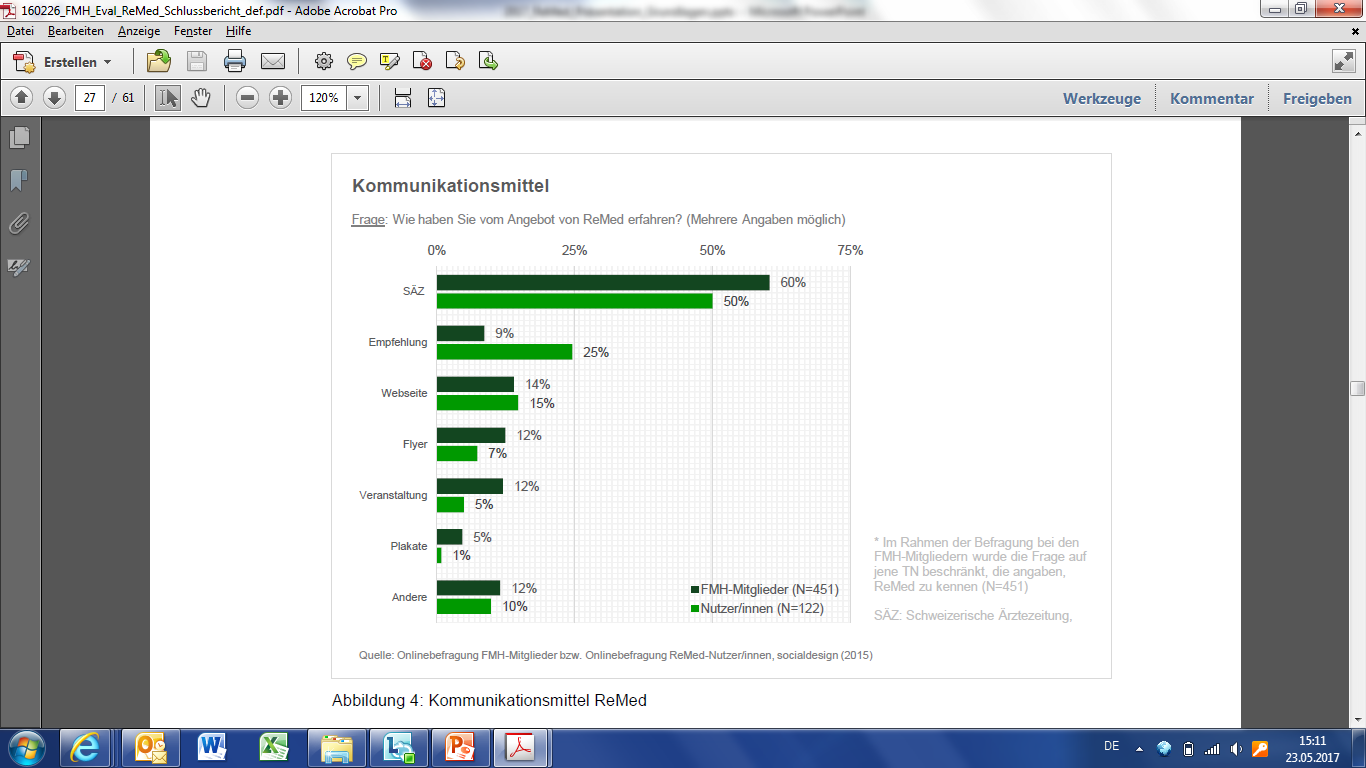 160226_FMH_Eval_ReMed_Schlussbericht_def.pdf - Adobe Acrobat Pro
Datei Bearbeiten Anzeige Fenster Hilfe
Erstellen
27 / 61 120% Werkzeuge Kommentar Freigeben
Kommunikationsmittel
Frage: Wie haben Sie vom Angebot von ReMed erfahren? (Mehrere Angaben möglich)
0% 25% 50% 75%
SÄZ 60%
50%
Empfehlung 9%
25%
Webseite 14%
15%
Flyer 12%
7%
Veranstaltung 12%
5%
Plakate 5%
1%
Andere 12%
10%
FMH-Mitglieder (N=451)
Nutzer/innen (N=122)
* Im Rahmen der Befragung bei den
FMH-Mitgliedern wurde die Frage auf
jene TN beschränkt, die angaben,
ReMed zu kennen (N=451)
SÄZ: Schweizerische Ärztezeitung,
Quelle: Onlinebefragung FMH-Mitglieder bzw. Onlinebefragung ReMed-Nutzer/innen, socialdesign (2015)
Abbildung 4: Kommunikationsmittel ReMed
DE
15:11
23.05.2017